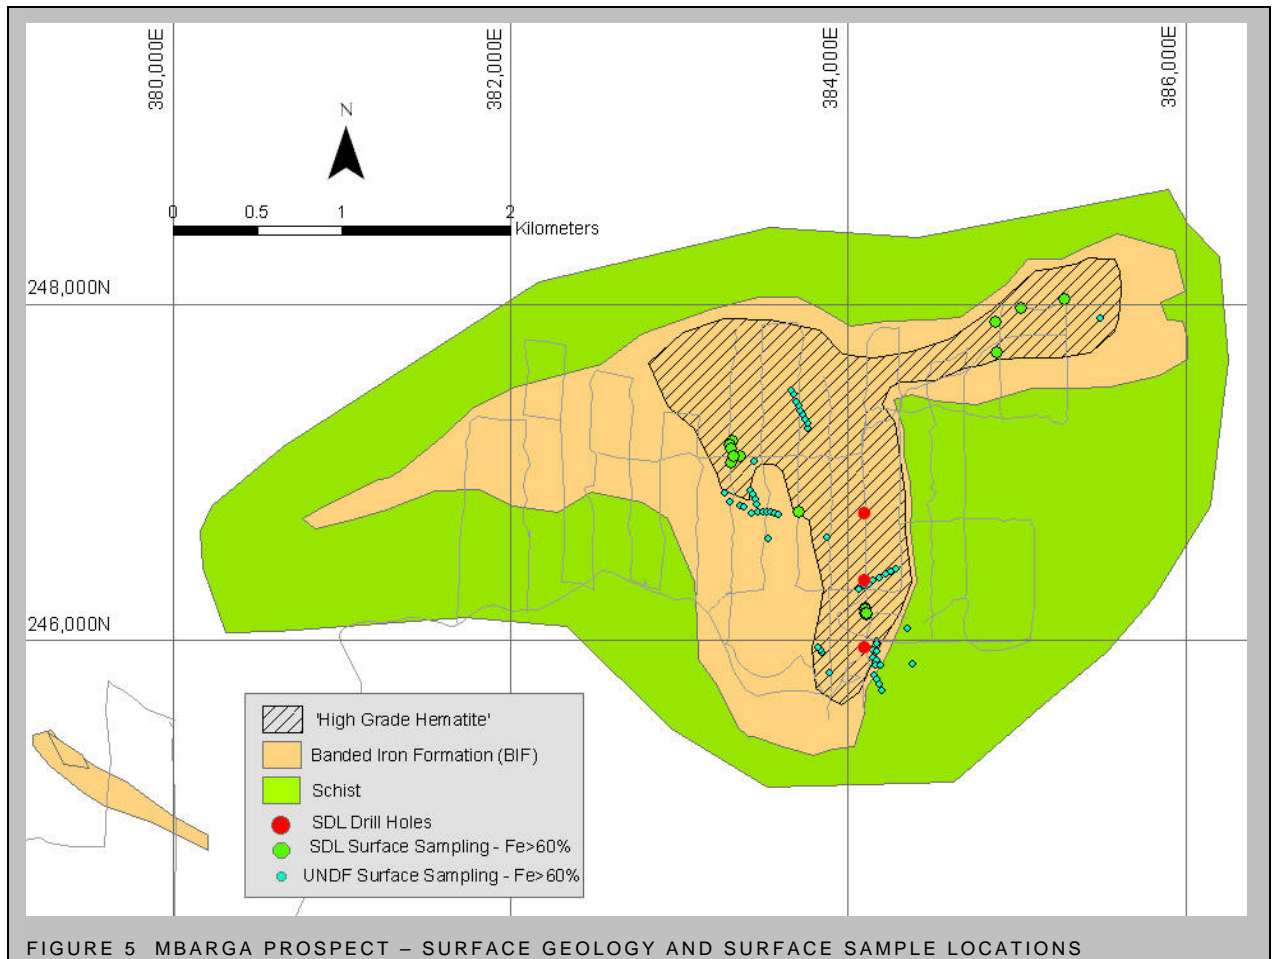 380,000E
382,000E
384,000E
386,000E
N
0 0.5 1 2
Kilometers
248,000N
246,000N
'High Grade Hematite'
Banded Iron Formation (BIF)
Schist
SDL Drill Holes
SDL Surface Sampling - Fe>60%
UNDF Surface Sampling - Fe>60%
FIGURE 5 MBARGA PROSPECT – SURFACE GEOLOGY AND SURFACE SAMPLE LOCATIONS